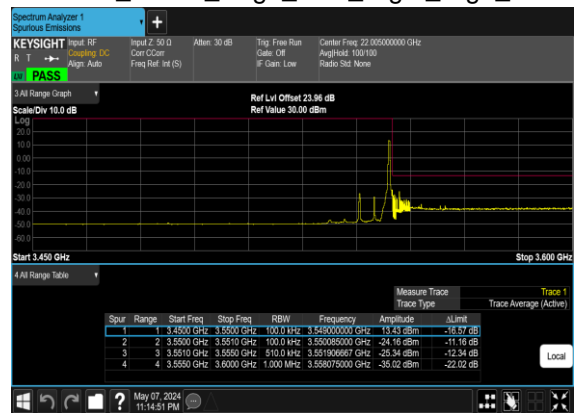 Spectrum Analyzer 1
Spurious Emissions
+
KEYSIGHT Input: RF
R T
Coupling: DC
Align: Auto
Input Z: 50 Ω
Corr CCorr
Freq Ref: Int (S)
Atten: 30 dB
Trig: Free Run
Gate: Off
IF Gain: Low
Center Freq: 22.005000000 GHz
Avg|Hold: 100/100
Radio Std: None
PASS
3 All Range Graph
Ref Lvl Offset 23.96 dB
Scale/Div 10.0 dB
Ref Value 30.00 dBm
Log
20.0
10.0
0.00
-10.0
-20.0
-30.0
-40.0
-50.0
-60.0
Start 3.450 GHz
Stop 3.600 GHz
4 All Range Table
Measure Trace Trace 1
Trace Type Trace Average (Active)
Spur Range Start Freq Stop Freq RBW Frequency Amplitude ΔLimit
1 1 3.4500 GHz 3.5500 GHz 100.0 kHz 3.549000000 GHz 13.43 dBm -16.57 dB
2 2 3.5500 GHz 3.5510 GHz 100.0 kHz 3.550085000 GHz -24.16 dBm -11.16 dB
3 3 3.5510 GHz 3.5550 GHz 510.0 kHz 3.551906667 GHz -25.34 dBm -12.34 dB
4 4 3.5550 GHz 3.6000 GHz 1.000 MHz 3.558075000 GHz -35.02 dBm -22.02 dB
Local
?
May 07, 2024
11:14:51 PM